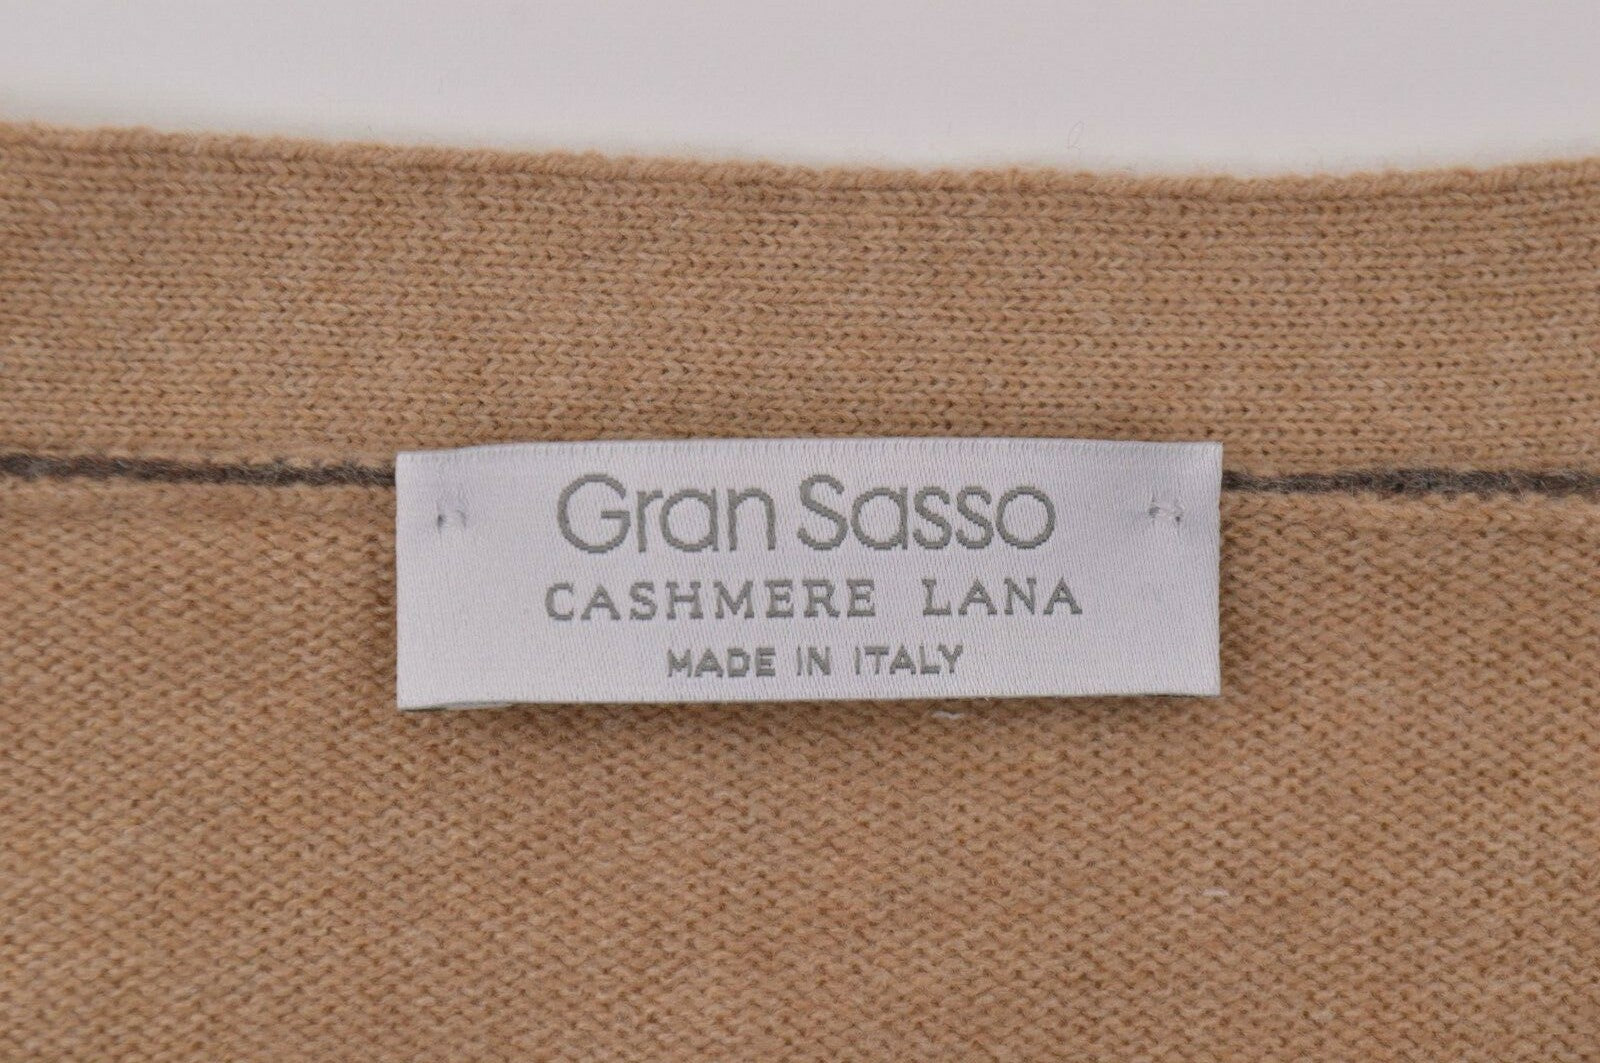 Gran Sasso
CASHMERE LANA
MADE IN ITALY